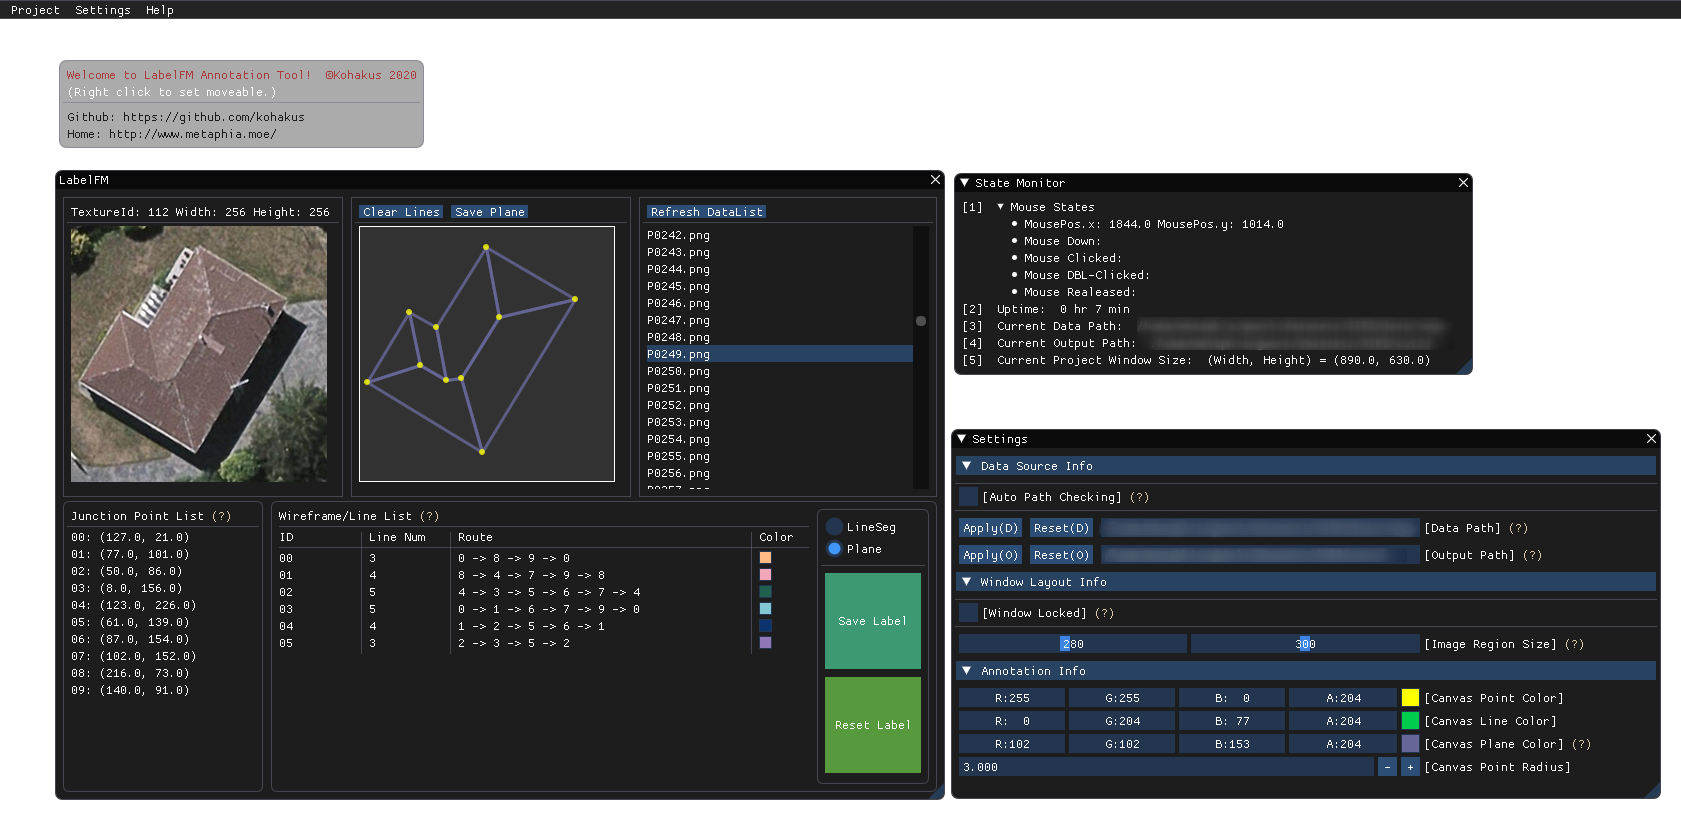 Project Settings Help
Welcome to LabelFM Annotation Tool! ©Kohakus 2020
(Right click to set moveable.)
Github: https://github.com/kohakus
Home: http://www.metaphia.moe/
LabelFM
TextureId: 112 Width: 256 Height: 256
Clear Lines Save Plane
Refresh DataList
P0242.png
P0243.png
P0244.png
P0245.png
P0246.png
P0247.png
P0248.png
P0249.png
P0250.png
P0251.png
P0252.png
P0253.png
P0254.png
P0255.png
P0256.png
P0257.png
Junction Point List (?)
00: (127.0, 21.0)
01: (77.0, 101.0)
02: (50.0, 86.0)
03: (8.0, 156.0)
04: (123.0, 226.0)
05: (61.0, 139.0)
06: (87.0, 154.0)
07: (102.0, 152.0)
08: (216.0, 73.0)
09: (140.0, 91.0)
Wireframe/Line List (?)
ID Line Num Route Color
00 3 0 -> 8 -> 9 -> 0
01 4 8 -> 4 -> 7 -> 9 -> 8
02 5 4 -> 3 -> 5 -> 6 -> 7 -> 4
03 5 0 -> 1 -> 6 -> 7 -> 9 -> 0
04 4 1 -> 2 -> 5 -> 6 -> 1
05 3 2 -> 3 -> 5 -> 2
LineSeg
Plane
Save Label
Reset Label
State Monitor
[1] Mouse States
MousePos.x: 1844.0 MousePos.y: 1014.0
Mouse Down:
Mouse Clicked:
Mouse DBL-Clicked:
Mouse Realeased:
[2] Uptime: 0 hr 7 min
[3] Current Data Path:
[4] Current Output Path:
[5] Current Project Window Size: (Width, Height) = (890.0, 630.0)
Settings
Data Source Info
[Auto Path Checking] (?)
Apply(D) Reset(D) [Data Path] (?)
Apply(O) Reset(O) [Output Path] (?)
Window Layout Info
[Window Locked] (?)
280 300 [Image Region Size] (?)
Annotation Info
R:255 G:255 B: 0 A:204 [Canvas Point Color]
R: 0 G:204 B: 77 A:204 [Canvas Line Color]
R:102 G:102 B:153 A:204 [Canvas Plane Color] (?)
3.000 - + [Canvas Point Radius]